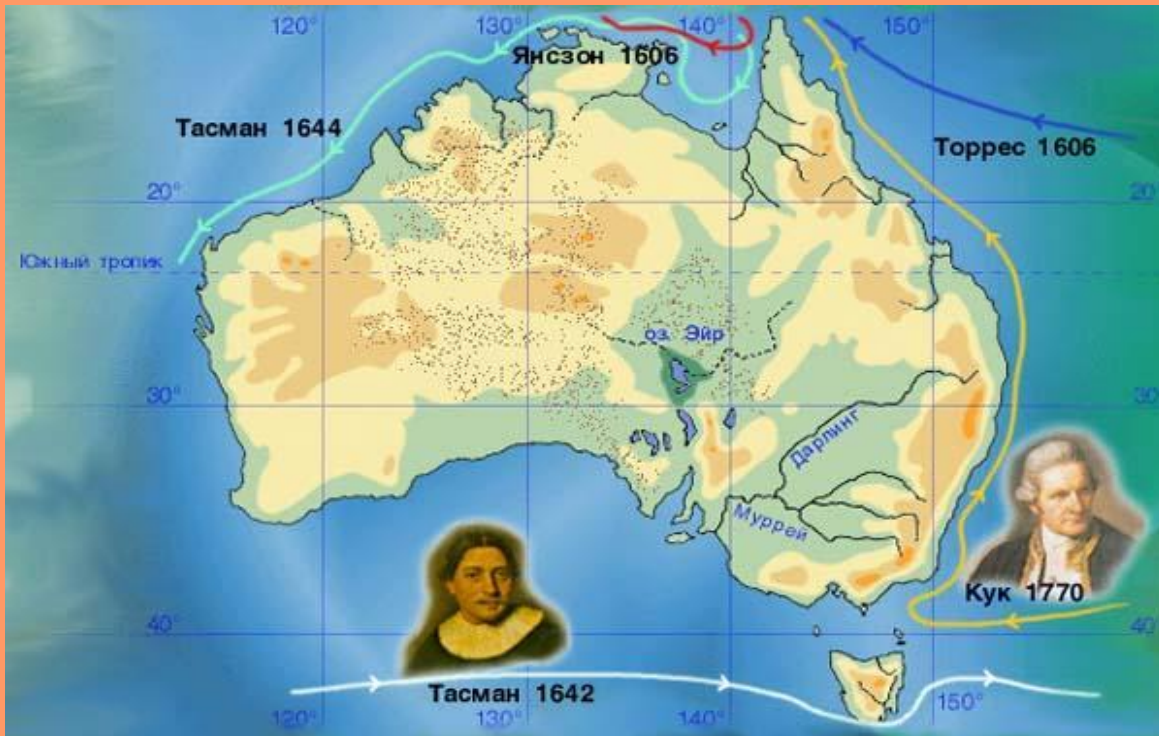 120° 130° 140° 150°
Янсзон 1606
Тасман 1644
Торрес 1606
20° 20°
Южный тропик
оз. Эйр
30° 30°
Дарлинг
Муррей
Кук 1770
40° 40
Тасман 1642
120° 130° 140° 150°